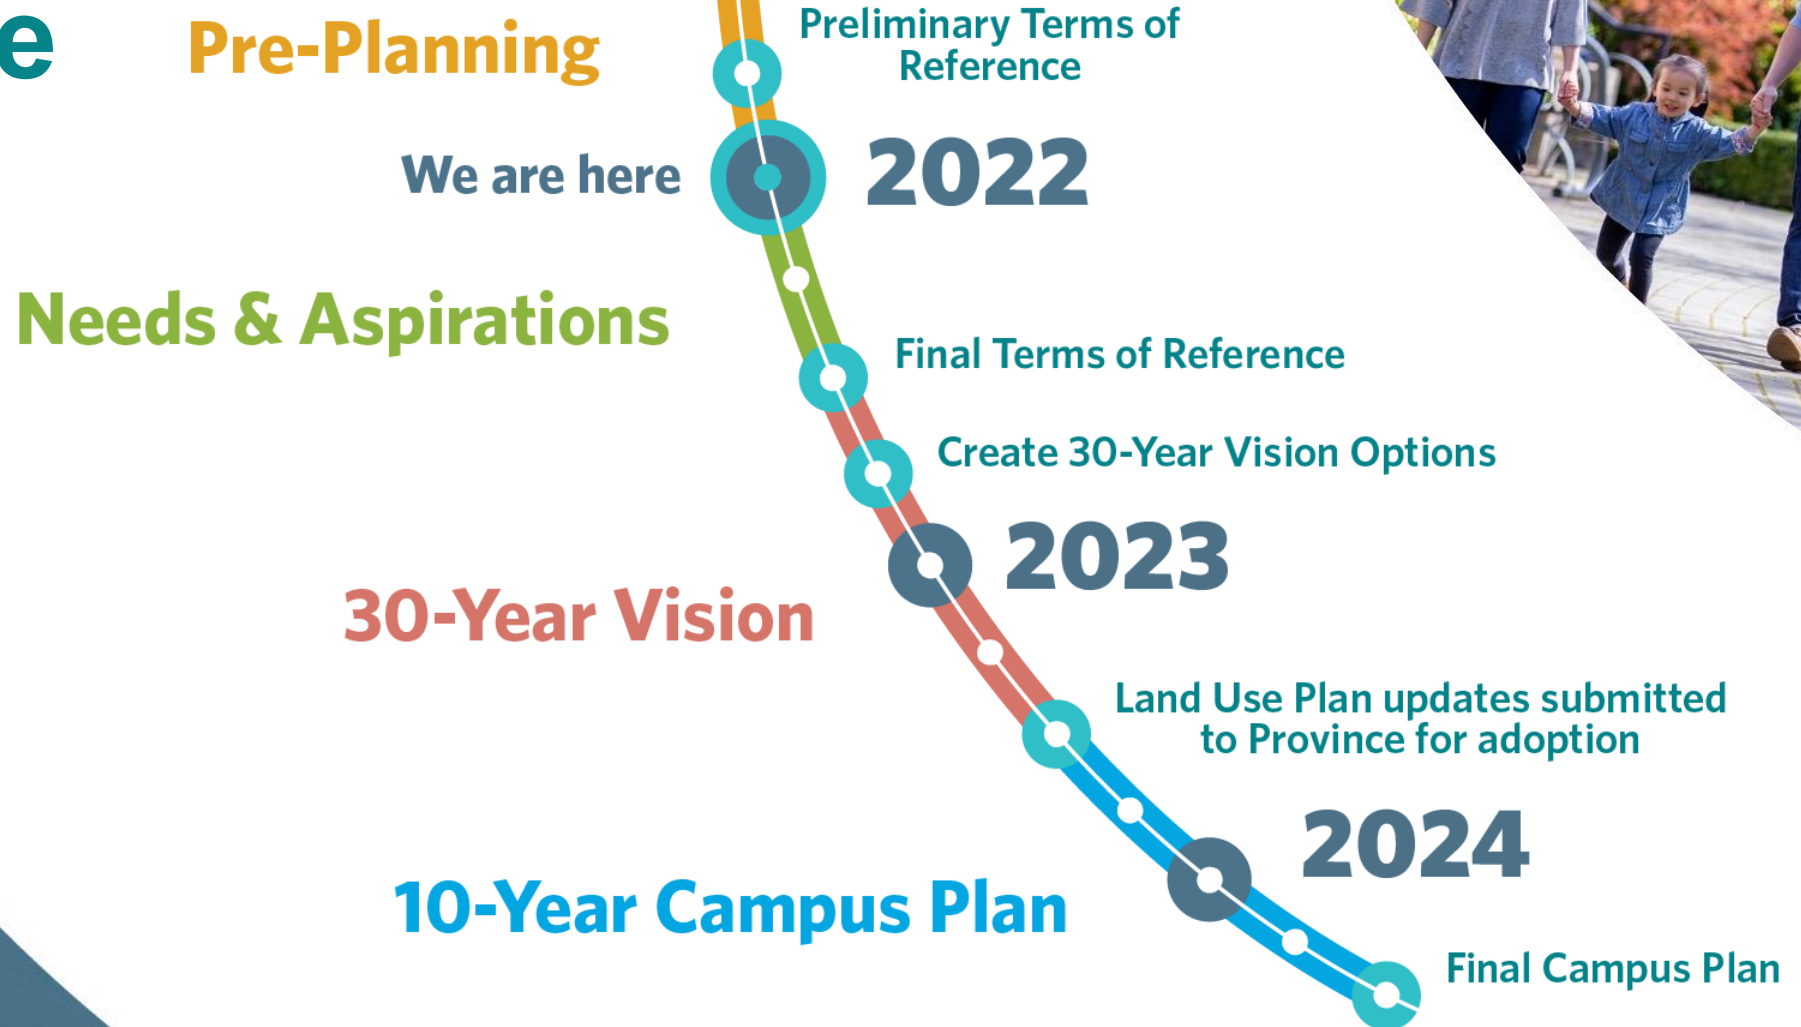 e
Pre-Planning
Preliminary Terms of
Reference
We are here
2022
Needs & Aspirations
Final Terms of Reference
Create 30-Year Vision Options
2023
30-Year Vision
Land Use Plan updates submitted
to Province for adoption
2024
10-Year Campus Plan
Final Campus Plan